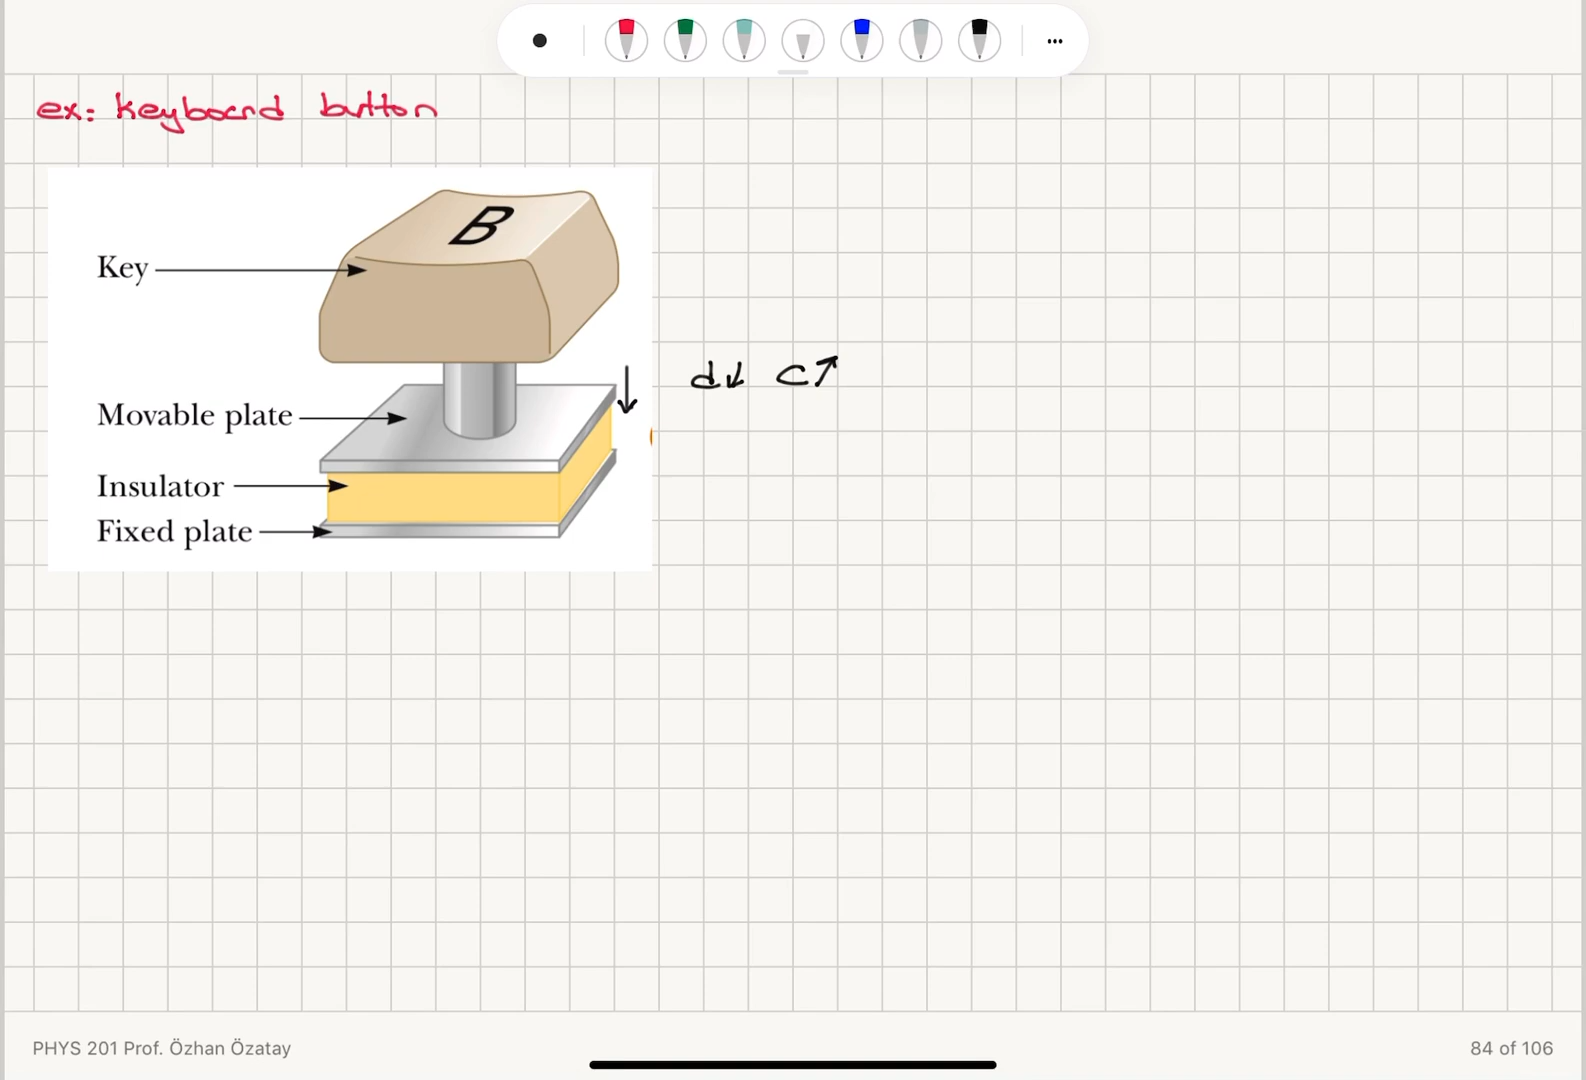 ex: keyboard button
B
Key
d↓ C↗
Movable plate
Insulator
Fixed plate
PHYS 201 Prof. Özhan Özatay
84 of 106